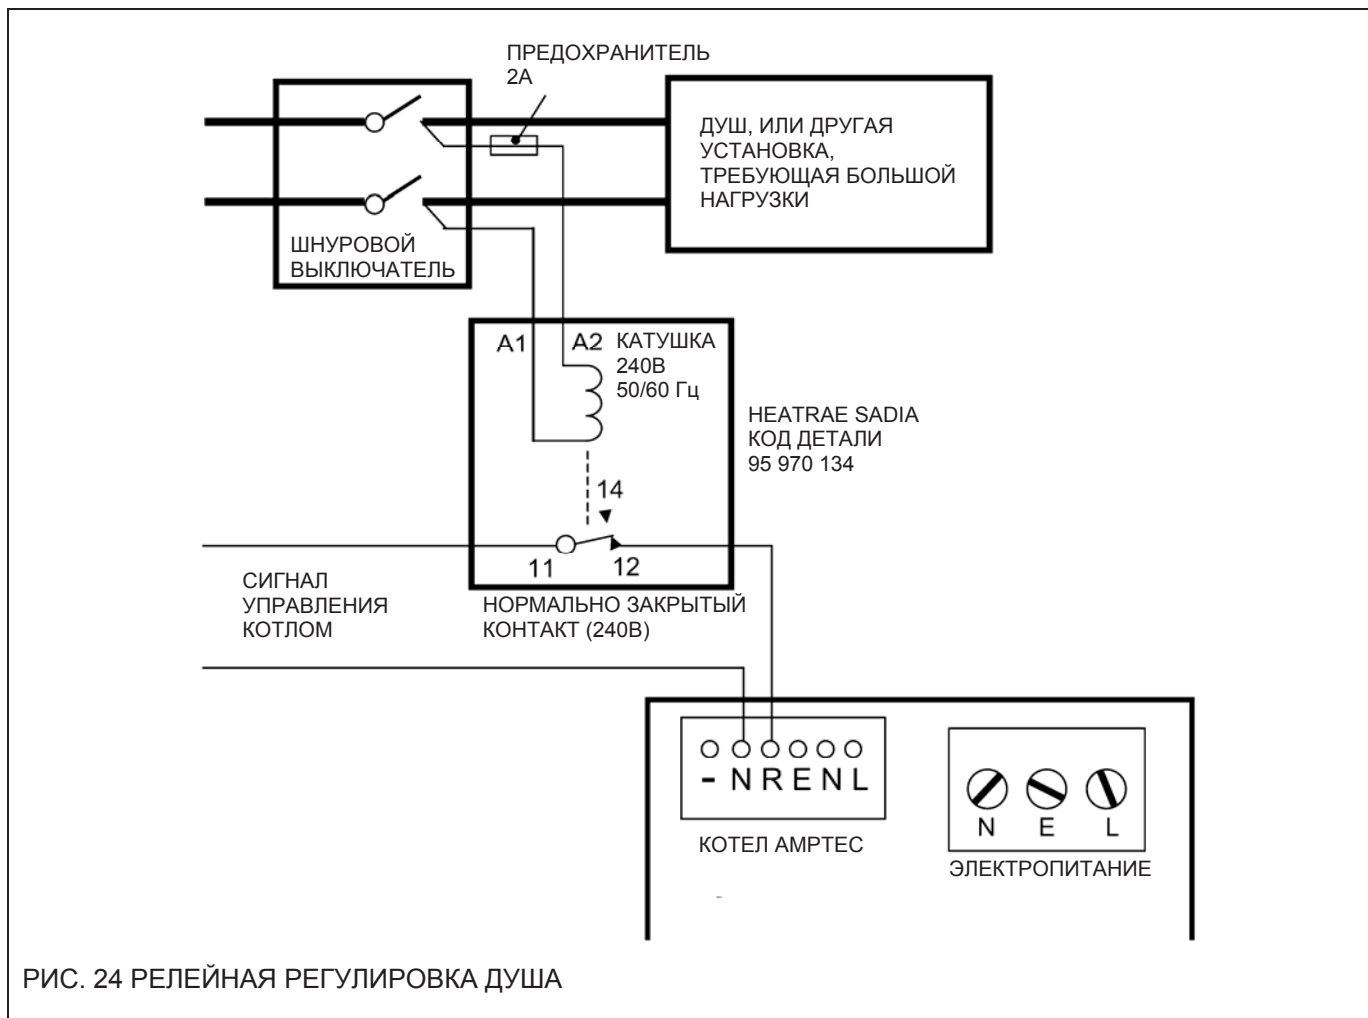 ПРЕДОХРАНИТЕЛЬ
2А
ДУШ, ИЛИ ДРУГАЯ
УСТАНОВКА,
ТРЕБУЮЩАЯ БОЛЬШОЙ
НАГРУЗКИ
ШНУРОВОЙ
ВЫКЛЮЧАТЕЛЬ
A1
A2
КАТУШКА
240В
50/60 Гц
HEATRAE SADIA
КОД ДЕТАЛИ
95 970 134
14
11
12
СИГНАЛ
УПРАВЛЕНИЯ
КОТЛОМ
НОРМАЛЬНО ЗАКРЫТЫЙ
КОНТАКТ (240В)
- N R E N L
КОТЕЛ AMPTEC
N E L
ЭЛЕКТРОПИТАНИЕ
РИС. 24 РЕЛЕЙНАЯ РЕГУЛИРОВКА ДУША